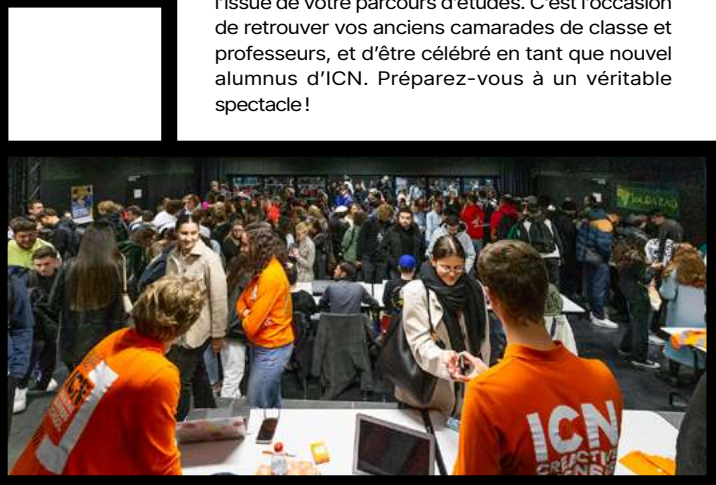 l'issue de votre parcours d'études. C'est l'occasion
de retrouver vos anciens camarades de classe et
professeurs, et d'être célébré en tant que nouvel
alumnus d'ICN. Préparez-vous à un véritable
spectacle !
ICN
ICN